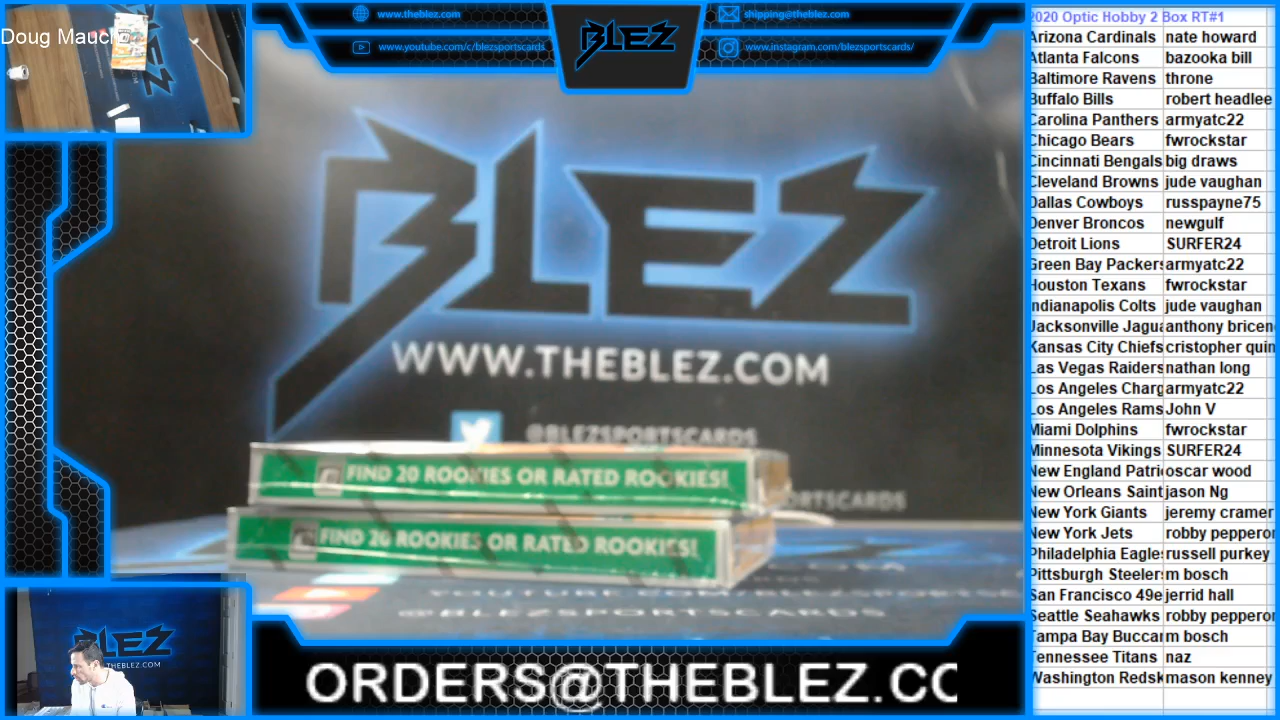 Doug Mauch
www.theblez.com
shipping@theblez.com
www.youtube.com/c/blezsportscards
www.instagram.com/blezsportscards/
BLEZ
BLEZ
WWW.THEBLEZ.COM
@BLEZSPORTSCARDS
FIND 20 ROOKIES OR RATED ROOKIES!
FIND 20 ROOKIES OR RATED ROOKIES!
@BLEZSPORTSCARDS
BLEZ
THEBLEZ.COM
ORDERS@THEBLEZ.CO
2020 Optic Hobby 2 Box RT#1
Arizona Cardinals nate howard
Atlanta Falcons bazooka bill
Baltimore Ravens throne
Buffalo Bills robert headlee
Carolina Panthers armyatc22
Chicago Bears fwrockstar
Cincinnati Bengals big draws
Cleveland Browns jude vaughan
Dallas Cowboys russpayne75
Denver Broncos newgulf
Detroit Lions SURFER24
Green Bay Packers armyatc22
Houston Texans fwrockstar
Indianapolis Colts jude vaughan
Jacksonville Jagua anthony bricen
Kansas City Chiefs cristopher quin
Las Vegas Raiders nathan long
Los Angeles Charg armyatc22
Los Angeles Rams John V
Miami Dolphins fwrockstar
Minnesota Vikings SURFER24
New England Patri oscar wood
New Orleans Saint jason Ng
New York Giants jeremy cramer
New York Jets robby peppero
Philadelphia Eagles russell purkey
Pittsburgh Steelers m bosch
San Francisco 49e jerrid hall
Seattle Seahawks robby peppero
Tampa Bay Buccan m bosch
Tennessee Titans naz
Washington Redsk mason kenney